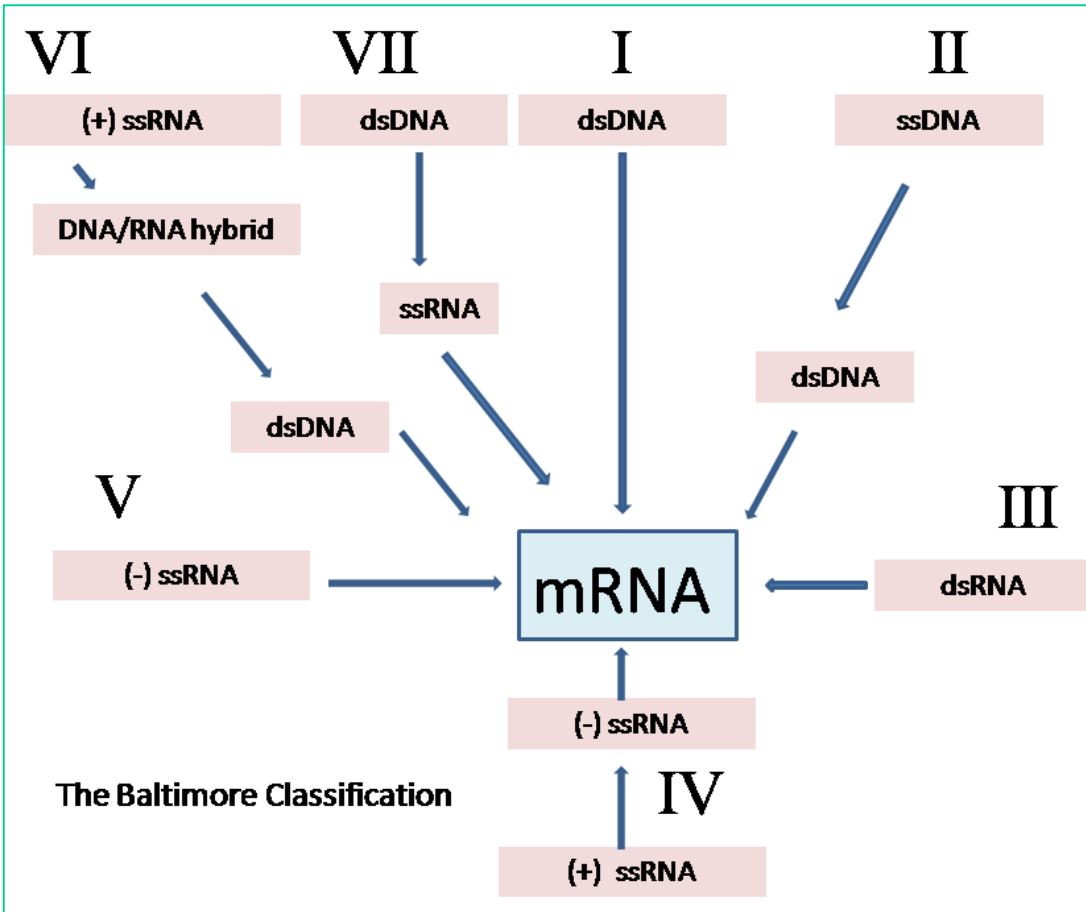 VI
VII
I
II
(+) ssRNA
dsDNA
dsDNA
ssDNA
DNA/RNA hybrid
ssRNA
dsDNA
dsDNA
V
III
(-) ssRNA
mRNA
dsRNA
(-) ssRNA
The Baltimore Classification
IV
(+) ssRNA